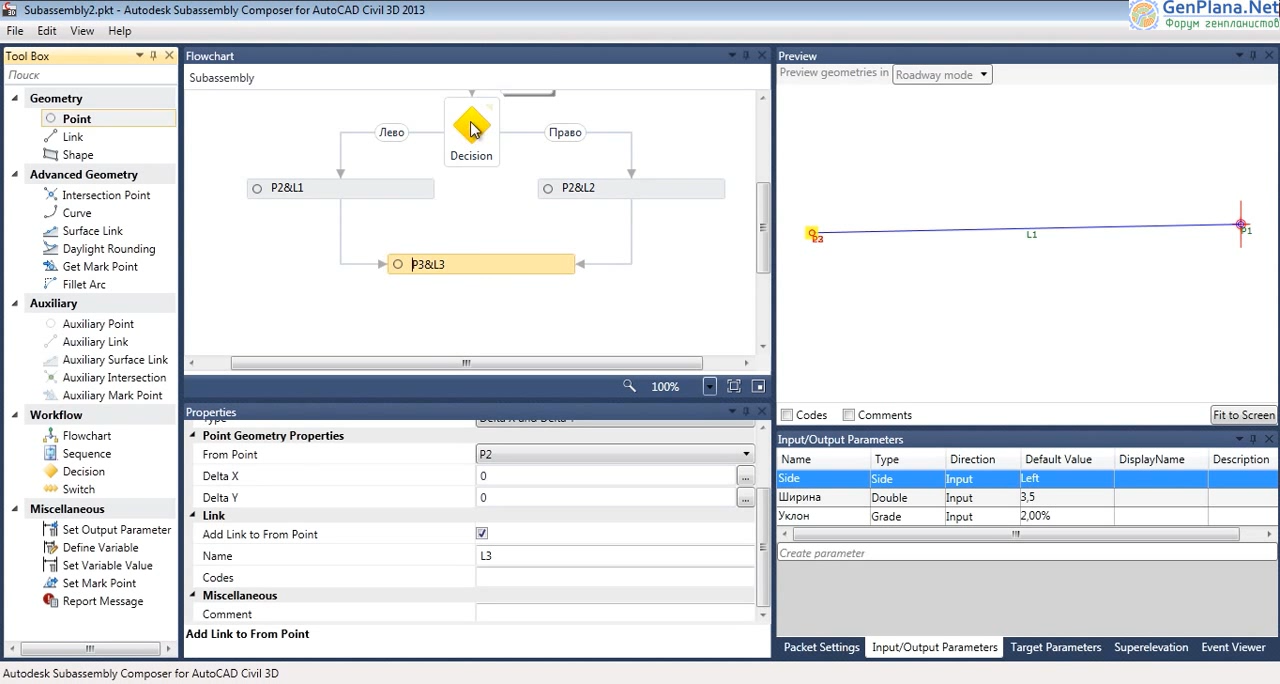 Subassembly2.pkt - Autodesk Subassembly Composer for AutoCAD Civil 3D 2013
GenPlana.Net
Форум генпланистов
File Edit View Help
Tool Box
Поиск
Geometry
Point
Link
Shape
Advanced Geometry
Intersection Point
Curve
Surface Link
Daylight Rounding
Get Mark Point
Fillet Arc
Auxiliary
Auxiliary Point
Auxiliary Link
Auxiliary Surface Link
Auxiliary Intersection
Auxiliary Mark Point
Workflow
Flowchart
Sequence
Decision
Switch
Miscellaneous
Set Output Parameter
Define Variable
Set Variable Value
Set Mark Point
Report Message
Flowchart
Subassembly
Лево
Право
Decision
P2&L1
P2&L2
P3&L3
100%
Properties
Point Geometry Properties
From Point P2
Delta X 0
...
Delta Y 0
...
Link
Add Link to From Point
Name L3
Codes
Miscellaneous
Comment
Add Link to From Point
Preview
Preview geometries in Roadway mode
P3
L1
P1
Codes Comments Fit to Screen
Input/Output Parameters
Name Type Direction Default Value DisplayName Description
Side Side Input Left
Ширина Double Input 3,5
Уклон Grade Input 2,00%
Create parameter
Packet Settings Input/Output Parameters Target Parameters Superelevation Event Viewer
Autodesk Subassembly Composer for AutoCAD Civil 3D